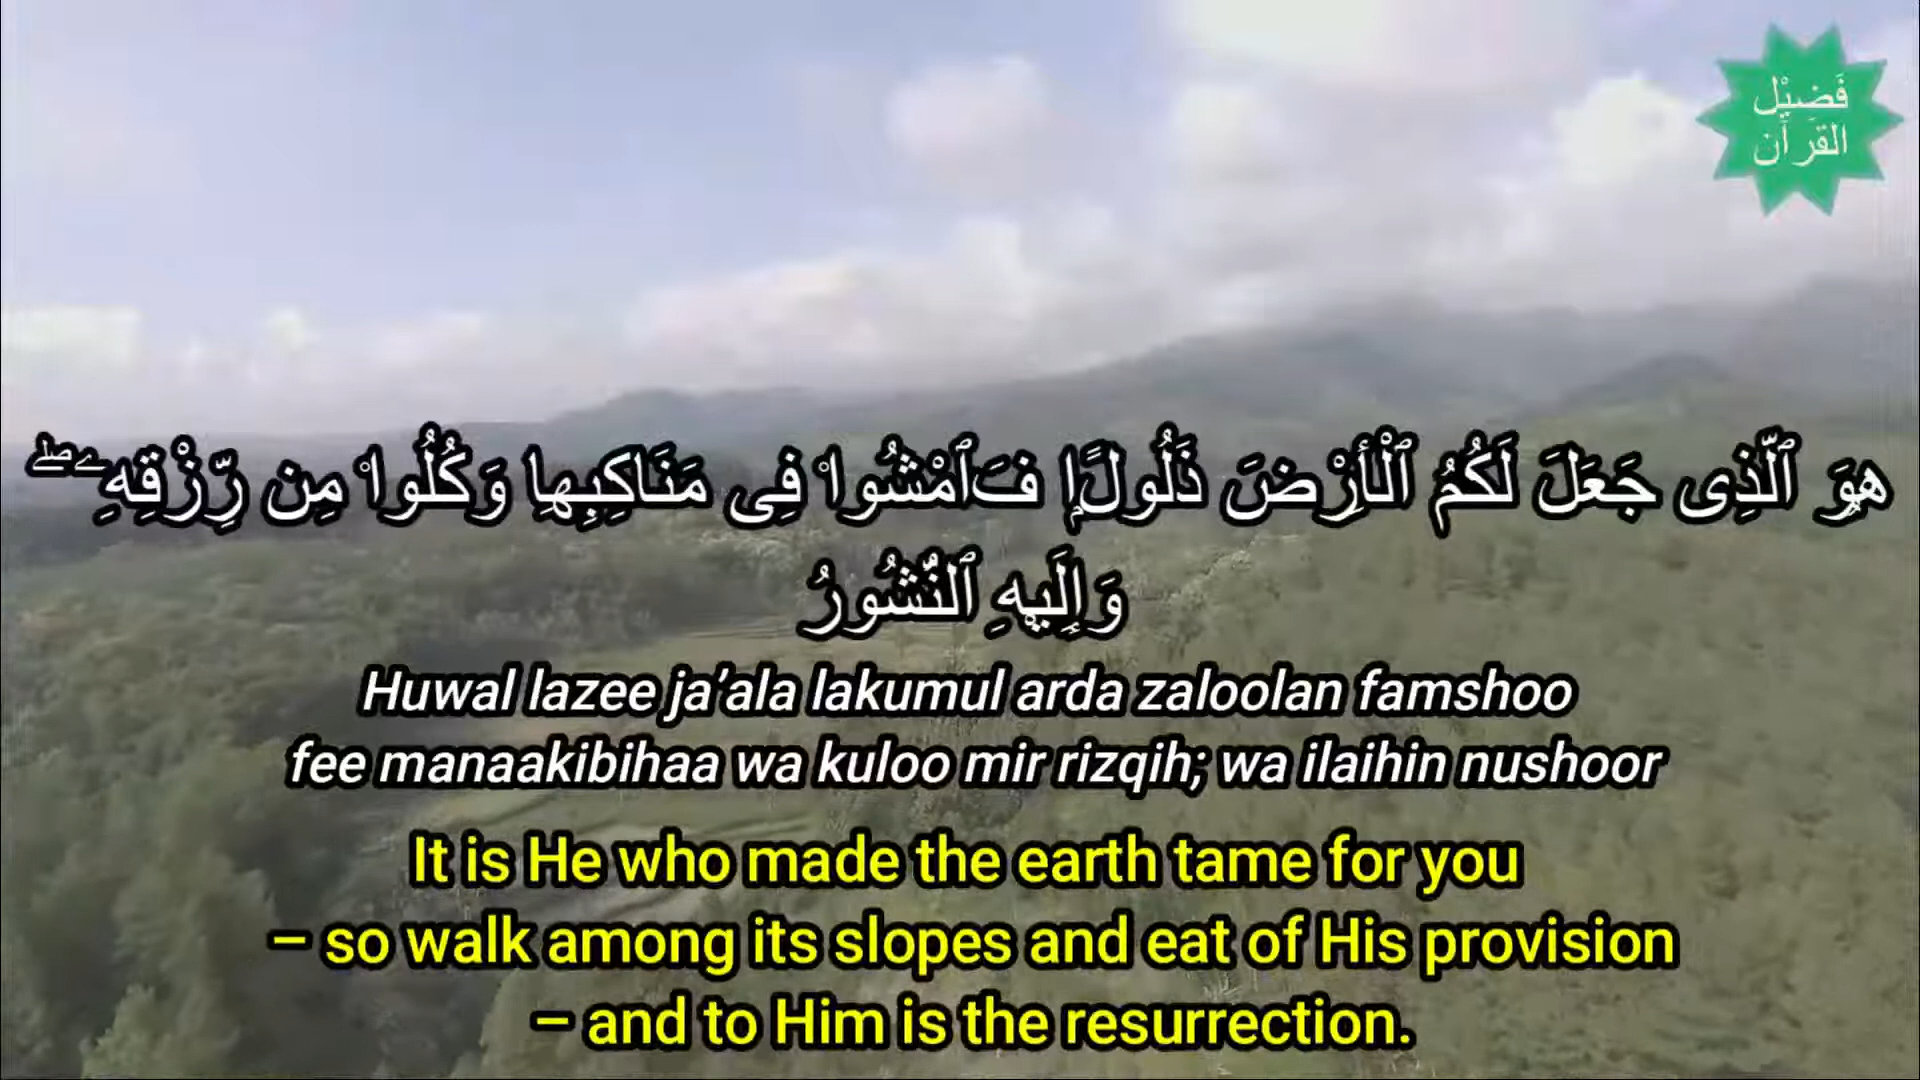 فَضِيْل
القُرآن
هُوَ ٱلَّذِى جَعَلَ لَكُمُ ٱلْأَرْضَ ذَلُولًا فَٱمْشُوا۟ فِى مَنَاكِبِهَا وَكُلُوا۟ مِن رِّزْقِهِۦ ۖ
وَإِلَيْهِ ٱلنُّشُورُ
Huwal lazee ja’ala lakumul arda zaloolan famshoo
fee manaakibihaa wa kuloo mir rizqih; wa ilaihin nushoor
It is He who made the earth tame for you
– so walk among its slopes and eat of His provision
– and to Him is the resurrection.